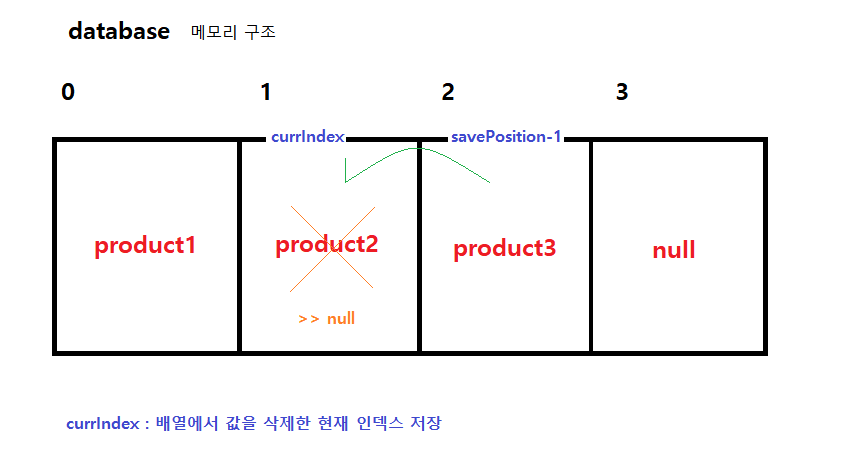 database 메모리 구조
0 1 2 3
currIndex savePosition-1
product1 product2 product3 null
>> null
currIndex : 배열에서 값을 삭제한 현재 인덱스 저장